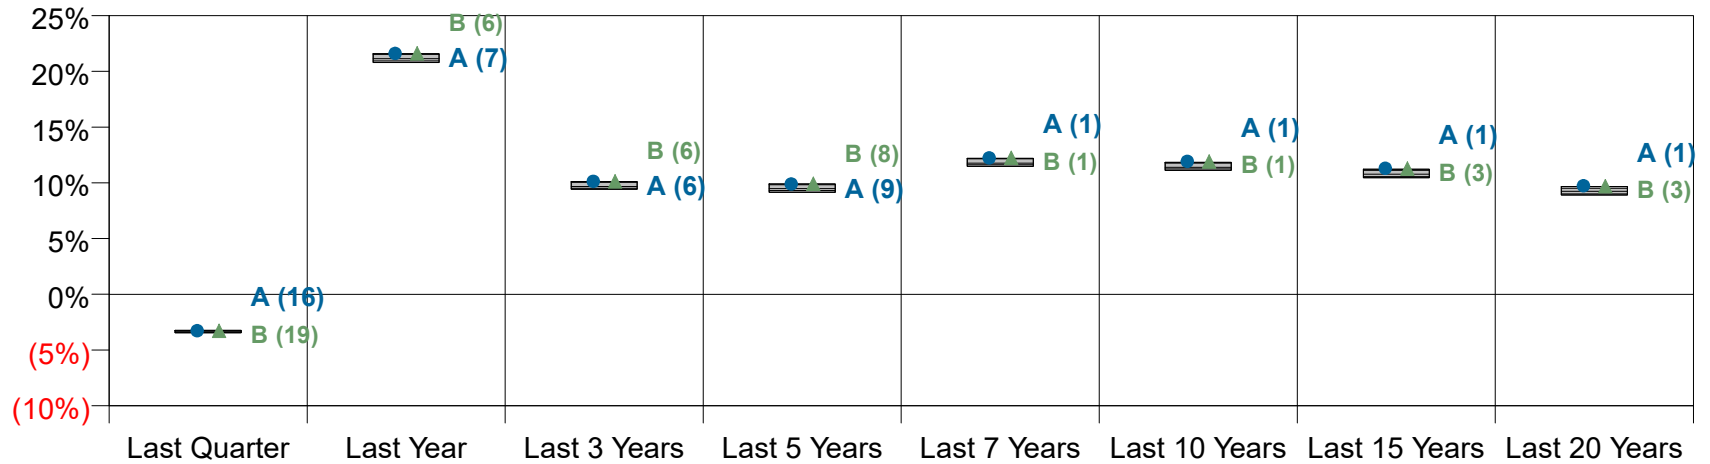 25%
20%
15%
10%
5%
0%
(5%)
(10%)
A (16)
B (19)
B (6)
A (7)
B (6)
A (6)
B (8)
A (9)
A (1)
B (1)
A (1)
B (1)
A (1)
B (3)
A (1)
B (3)
Last Quarter
Last Year
Last 3 Years
Last 5 Years
Last 7 Years
Last 10 Years
Last 15 Years
Last 20 Years